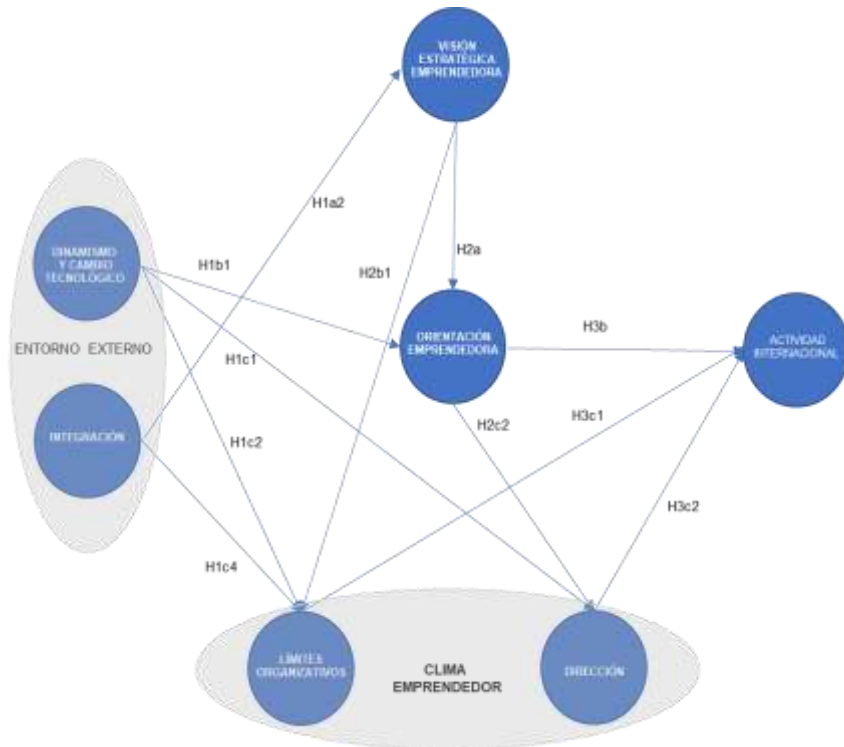 VISIÓN
ESTRATÉGICA
EMPRENDEDORA
H1a2
DINAMISMO
Y CAMBIO
TECNOLÓGICO
H1b1
H2b1
H2a
ENTORNO EXTERNO
ORIENTACIÓN
EMPRENDEDORA
H3b
ACTIVIDAD
INTERNACIONAL
H1c1
INTEGRACIÓN
H1c2
H2c2
H3c1
H3c2
H1c4
LÍMITES
ORGANIZATIVOS
CLIMA
EMPRENDEDOR
DIRECCIÓN